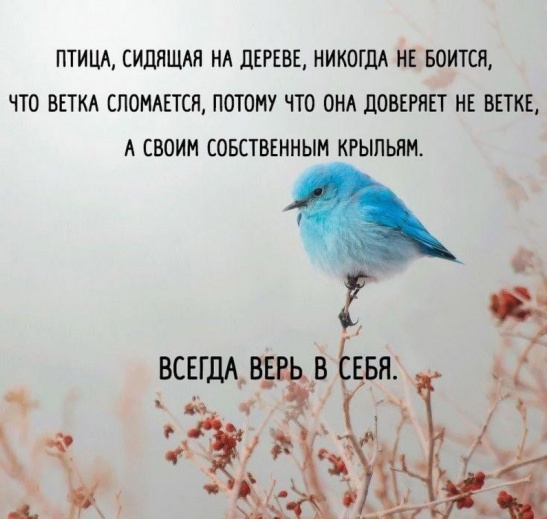 ПТИЦА, СИДЯЩАЯ НА ДЕРЕВЕ, НИКОГДА НЕ БОИТСЯ,
ЧТО ВЕТКА СЛОМАЕТСЯ, ПОТОМУ ЧТО ОНА ДОВЕРЯЕТ НЕ ВЕТКЕ,
А СВОИМ СОБСТВЕННЫМ КРЫЛЬЯМ.
ВСЕГДА ВЕРЬ В СЕБЯ.